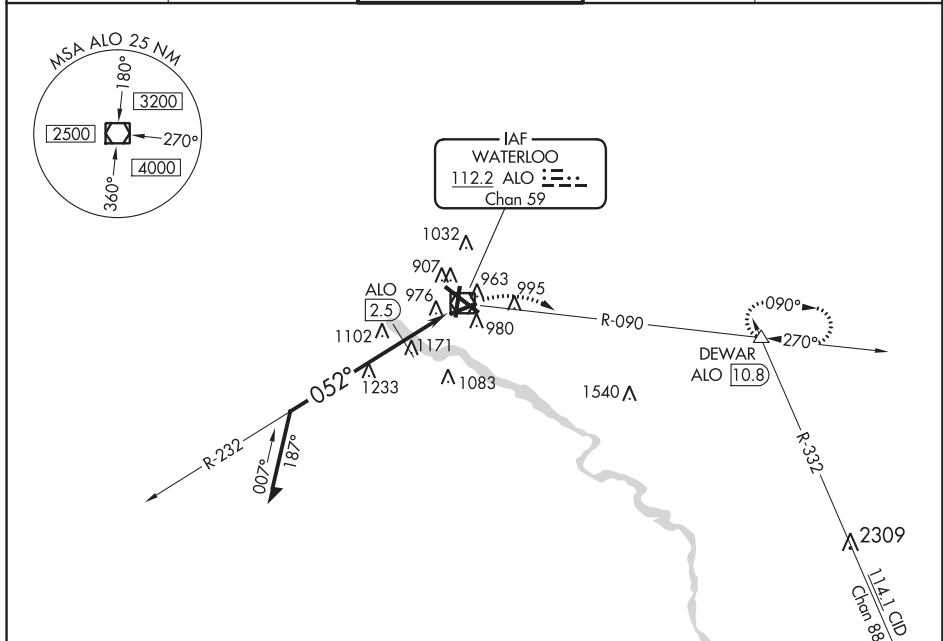 MSA ALO 25 NM
180°
3200
2500
270°
4000
360°
IAF
WATERLOO
112.2 ALO
Chan 59
1032
907
963
995
ALO
2.5
976
980
R-090
090°
270°
DEWAR
ALO 10.8
1102
1171
052°
1233
1083
1540
R-232
007°
187°
R-332
2309
114.1 CID
Chan 88